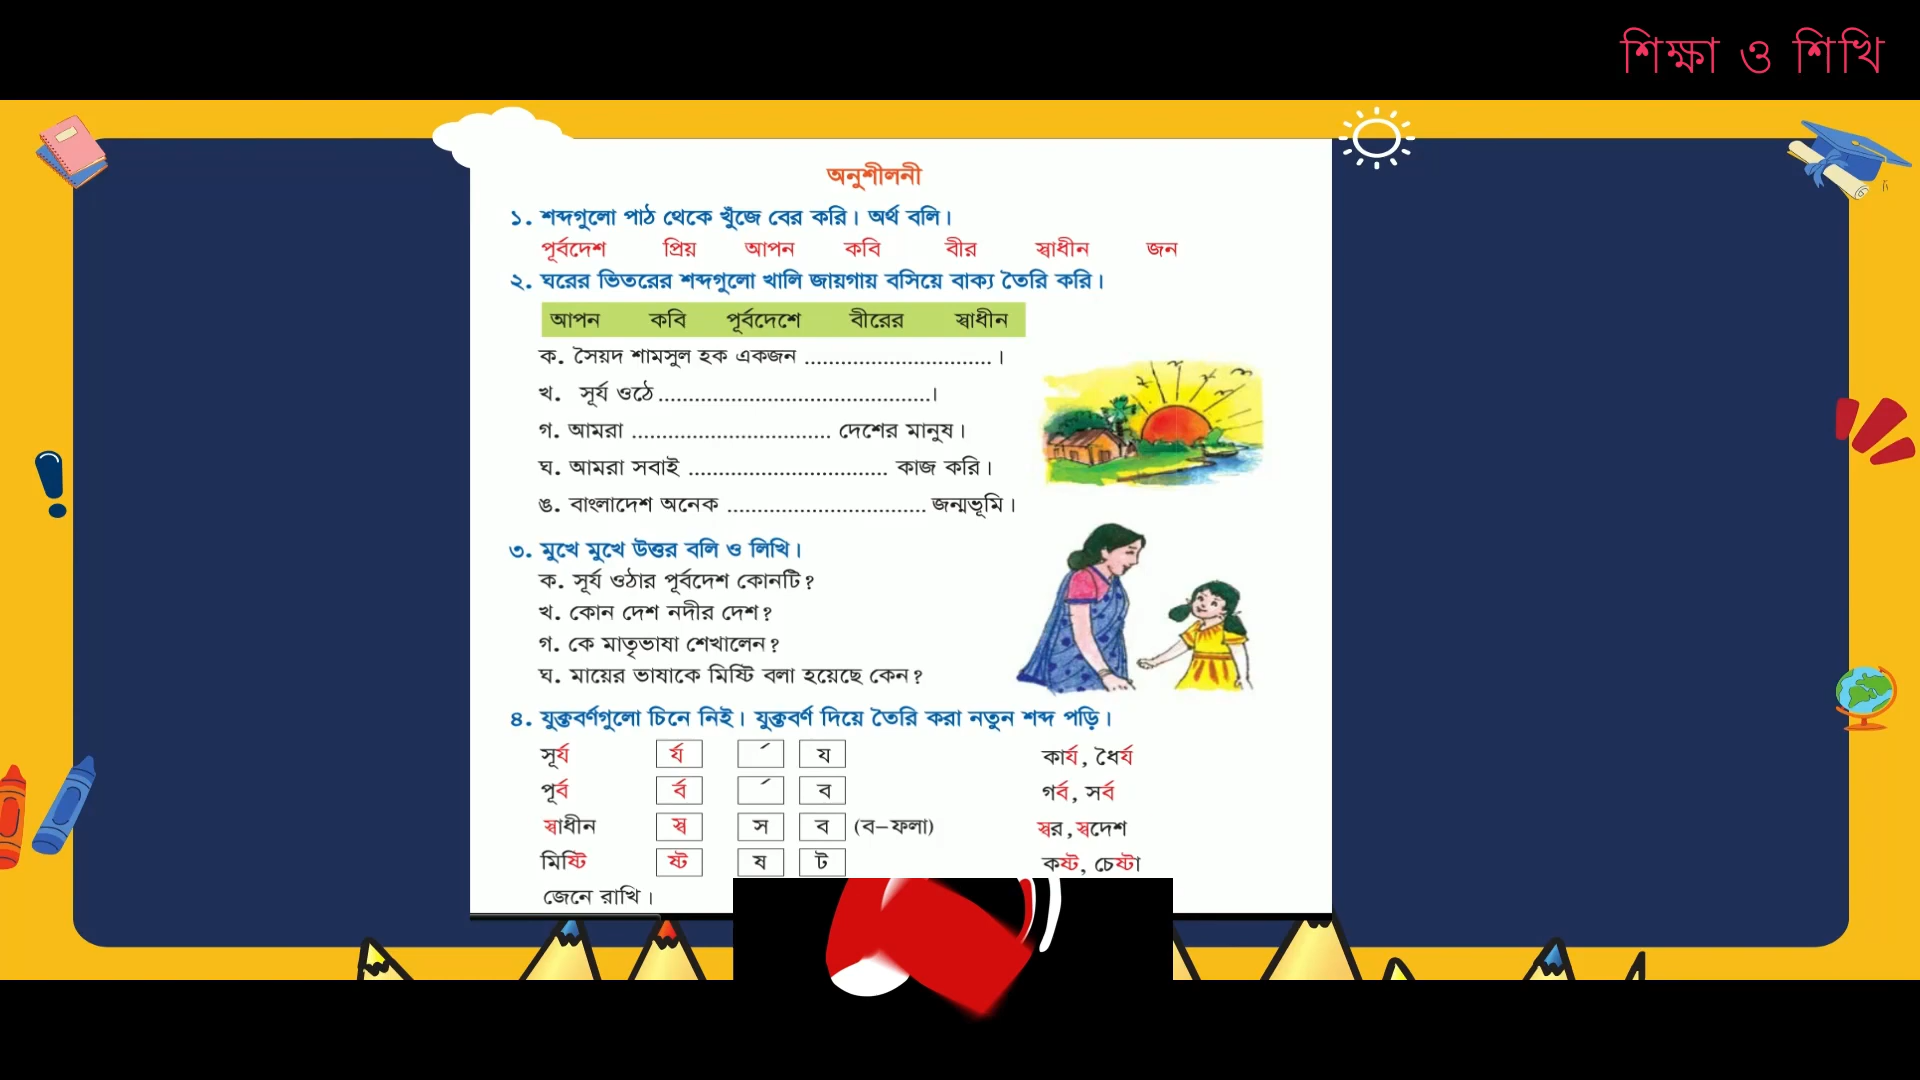 শিক্ষা ও শিখি
অনুশীলনী
১. শব্দগুলো পাঠ থেকে খুঁজে বের করি। অর্থ বলি।
পূর্বদেশ প্রিয় আপন কবি বীর স্বাধীন জন
২. ঘরের ভিতরের শব্দগুলো খালি জায়গায় বসিয়ে বাক্য তৈরি করি।
আপন কবি পূর্বদেশে বীরের স্বাধীন
ক. সৈয়দ শামসুল হক একজন ...............................।
খ. সূর্য ওঠে.............................................।
গ. আমরা ................................. দেশের মানুষ।
ঘ. আমরা সবাই ................................. কাজ করি।
ঙ. বাংলাদেশ অনেক ................................. জন্মভূমি।
৩. মুখে মুখে উত্তর বলি ও লিখি।
ক. সূর্য ওঠার পূর্বদেশ কোনটি?
খ. কোন দেশ নদীর দেশ?
গ. কে মাতৃভাষা শেখালেন?
ঘ. মায়ের ভাষাকে মিষ্টি বলা হয়েছে কেন?
৪. যুক্তবর্ণগুলো চিনে নিই। যুক্তবর্ণ দিয়ে তৈরি করা নতুন শব্দ পড়ি।
সূর্য র্য ´ য কার্য, ধৈর্য
পূর্ব র্ব ´ ব গর্ব, সর্ব
স্বাধীন স্ব স ব (ব-ফলা) স্বর, স্বদেশ
মিষ্টি ষ্ট ষ ট কষ্ট, চেষ্টা
জেনে রাখি।